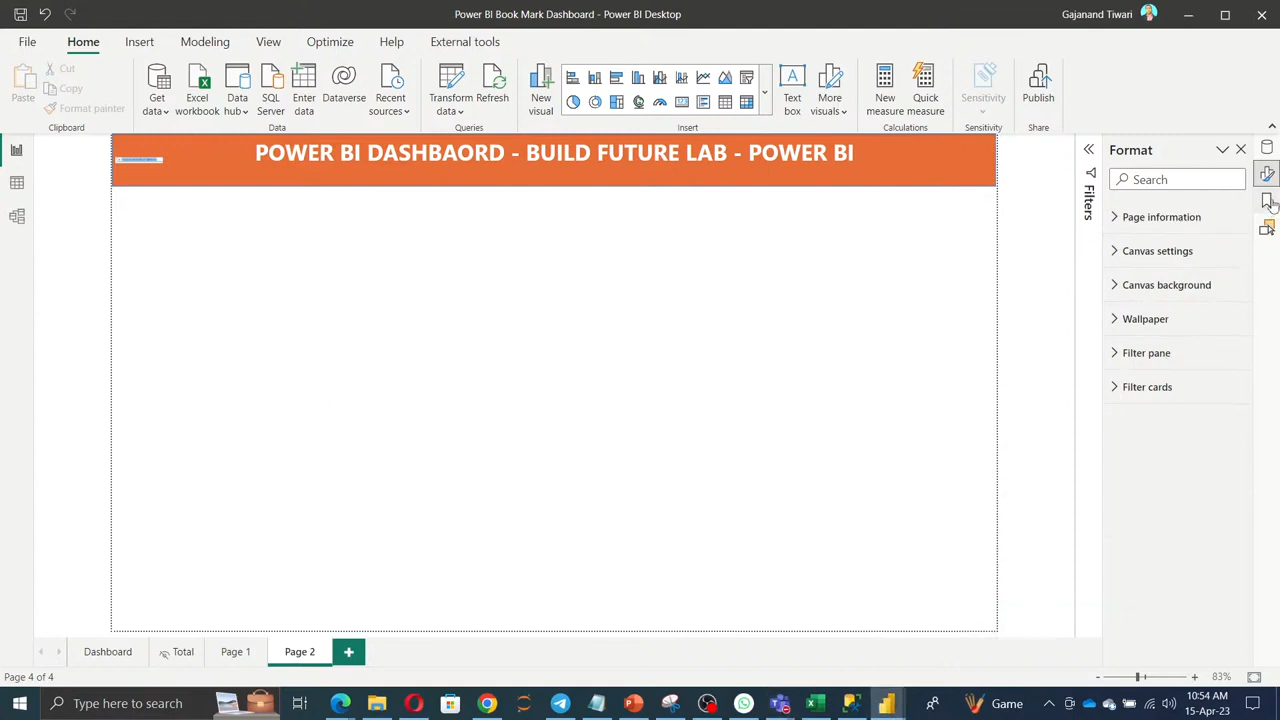 Power BI Book Mark Dashboard - Power BI Desktop
Gajanand Tiwari
File Home Insert Modeling View Optimize Help External tools
Paste
Cut
Copy
Format painter
Clipboard
Get data
Excel workbook
Data hub
SQL Server
Enter data
Dataverse
Recent sources
Data
Transform data
Refresh
Queries
New visual
Text box
More visuals
Insert
New measure
Quick measure
Calculations
Sensitivity
Sensitivity
Publish
Share
POWER BI DASHBAORD - BUILD FUTURE LAB - POWER BI
Filters
Format
Search
Page information
Canvas settings
Canvas background
Wallpaper
Filter pane
Filter cards
Dashboard Total Page 1 Page 2
Page 4 of 4
83%
Type here to search
Game
10:54 AM
15-Apr-23